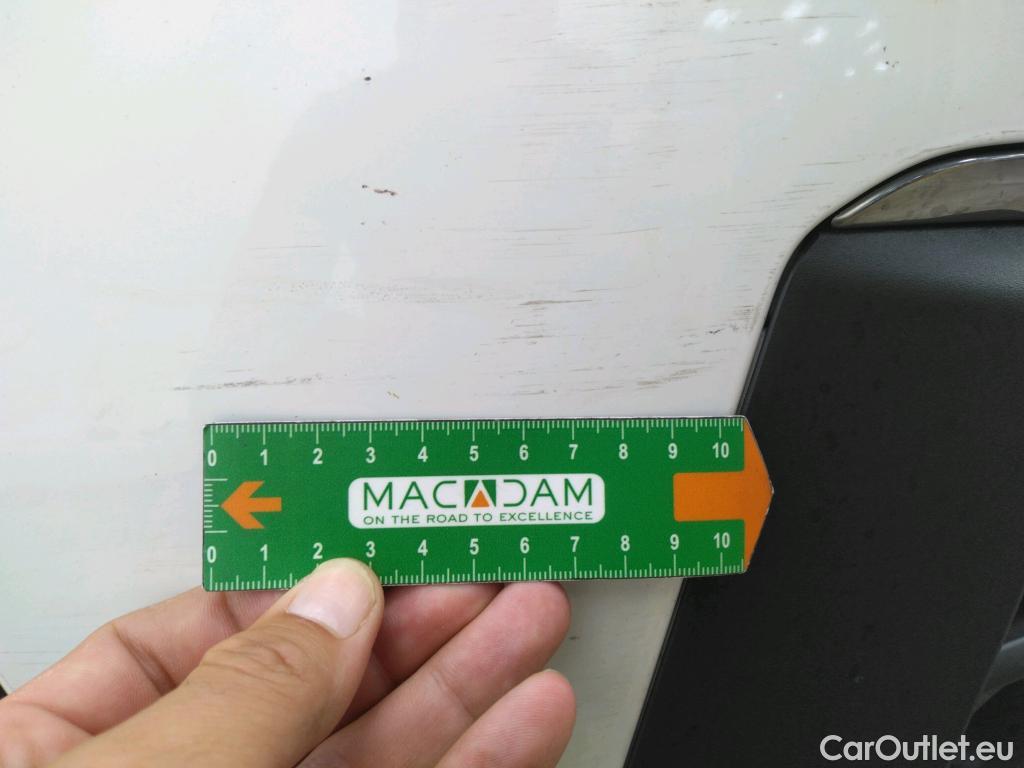 0 1 2 3 4 5 6 7 8 9 10
MACADAM
ON THE ROAD TO EXCELLENCE
0 1 2 3 4 5 6 7 8 9 10
CarOutlet.eu